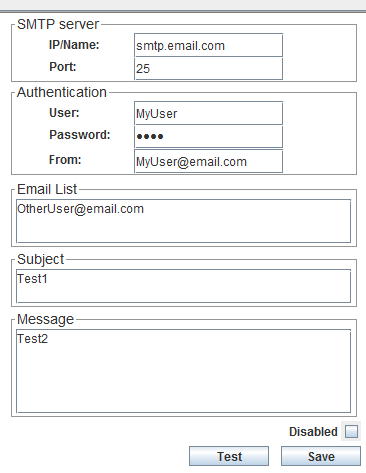 SMTP server
IP/Name: smtp.email.com
Port: 25
Authentication
User: MyUser
Password: ●●●●
From: MyUser@email.com
Email List
OtherUser@email.com
Subject
Test1
Message
Test2
Disabled
Test Save